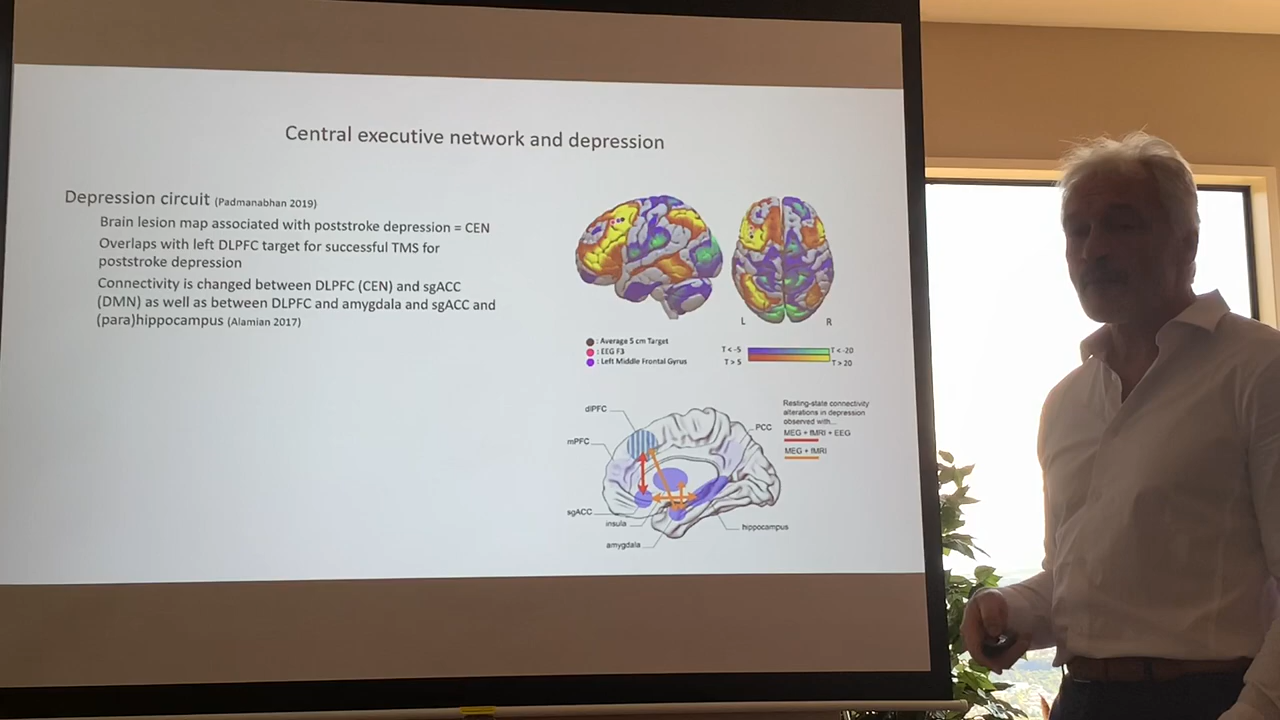 Central executive network and depression
Depression circuit (Padmanabhan 2019)
Brain lesion map associated with poststroke depression = CEN
Overlaps with left DLPFC target for successful TMS for
poststroke depression
Connectivity is changed between DLPFC (CEN) and sgACC
(DMN) as well as between DLPFC and amygdala and sgACC and
(para)hippocampus (Alamian 2017)
L
R
: Average 5 cm Target
: EEG F3
: Left Middle Frontal Gyrus
T < -5
T < -20
T > 5
T > 20
dlPFC
mPFC
PCC
sgACC
insula
amygdala
hippocampus
Resting-state connectivity
alterations in depression
observed with...
MEG + fMRI + EEG
MEG + fMRI